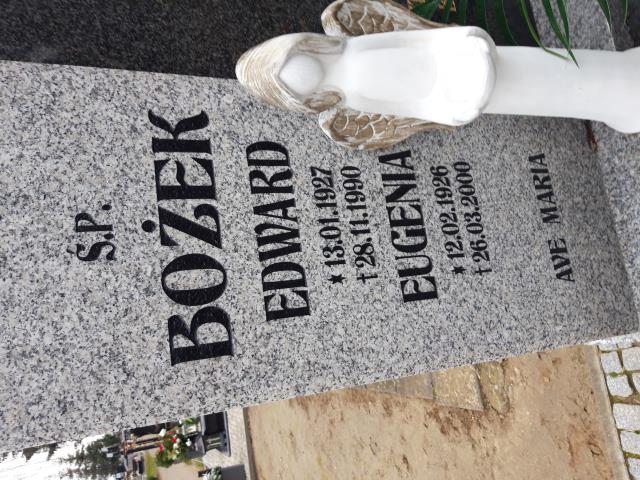 Ś.P.
BOŻEK
EDWARD
★ 13.01.1927
† 28.11.1990
EUGENIA
★ 12.02.1926
† 26.03.2000
AVE MARIA